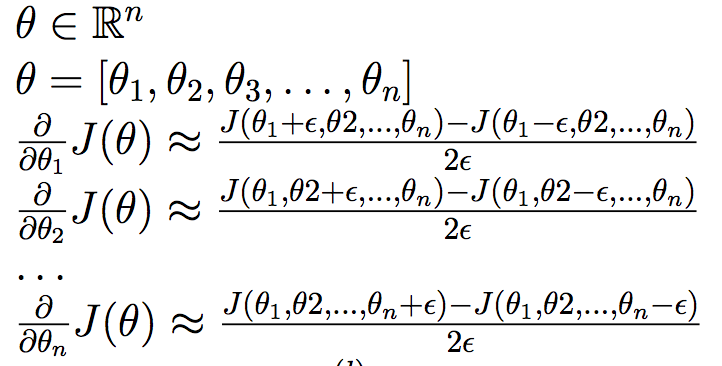 θ ∈ ℝⁿ
θ = [θ₁, θ₂, θ₃, . . . , θₙ]
∂/∂θ₁ J(θ) ≈ J(θ₁+ϵ,θ2,...,θₙ)−J(θ₁−ϵ,θ2,...,θₙ) / 2ϵ
∂/∂θ₂ J(θ) ≈ J(θ₁,θ2+ϵ,...,θₙ)−J(θ₁,θ2−ϵ,...,θₙ) / 2ϵ
. . .
∂/∂θₙ J(θ) ≈ J(θ₁,θ2,...,θₙ+ϵ)−J(θ₁,θ2,...,θₙ−ϵ) / 2ϵ